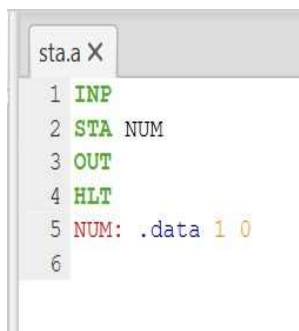 sta.a X
1 INP
2 STA NUM
3 OUT
4 HLT
5 NUM: .data 1 0
6